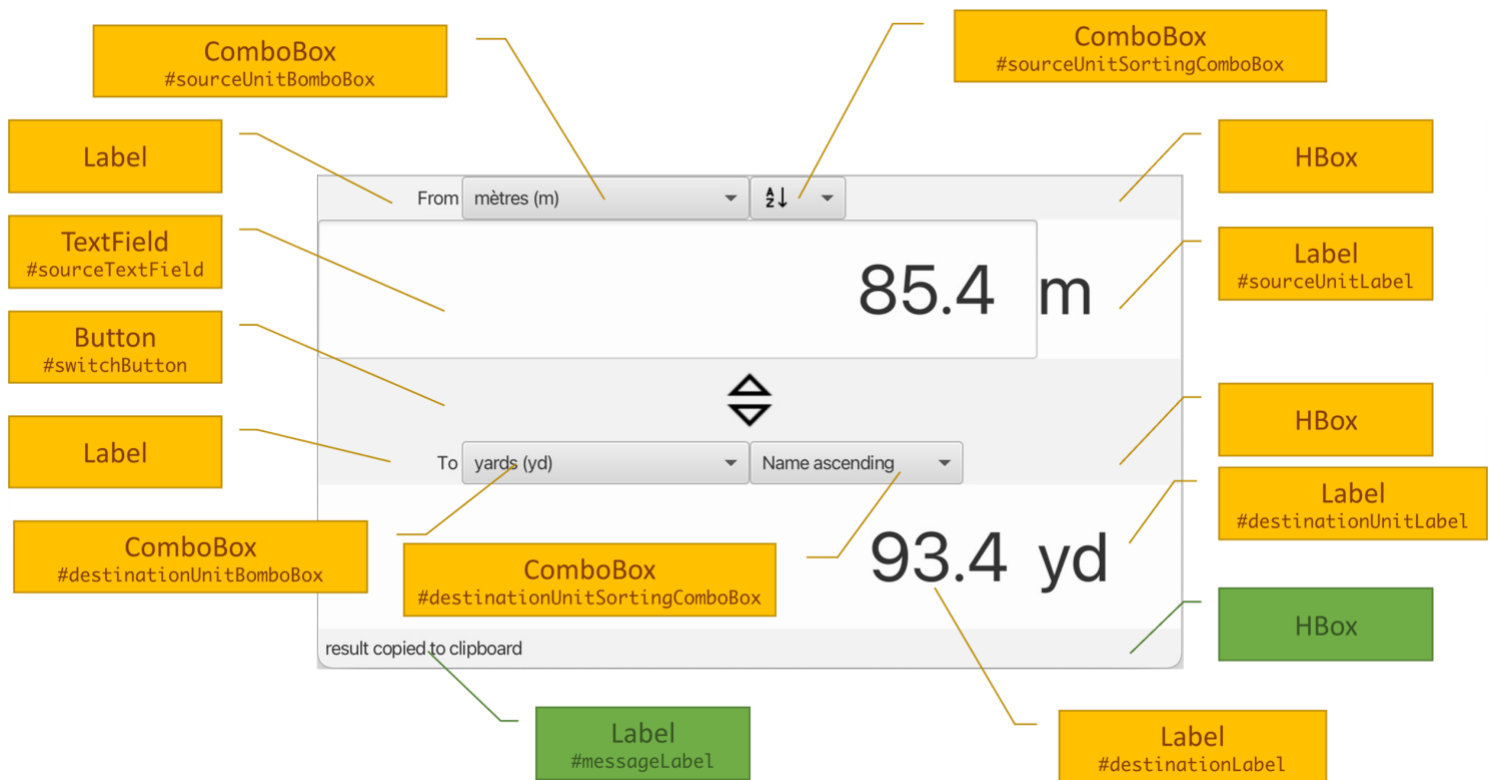 ComboBox
#sourceUnitBomboBox
ComboBox
#sourceUnitSortingComboBox
Label
HBox
From
mètres (m)
A
Z
TextField
#sourceTextField
85.4
m
Label
#sourceUnitLabel
Button
#switchButton
Label
HBox
To
yards (yd)
Name ascending
Label
#destinationUnitLabel
ComboBox
#destinationUnitBomboBox
ComboBox
#destinationUnitSortingComboBox
93.4
yd
HBox
result copied to clipboard
Label
#messageLabel
Label
#destinationLabel